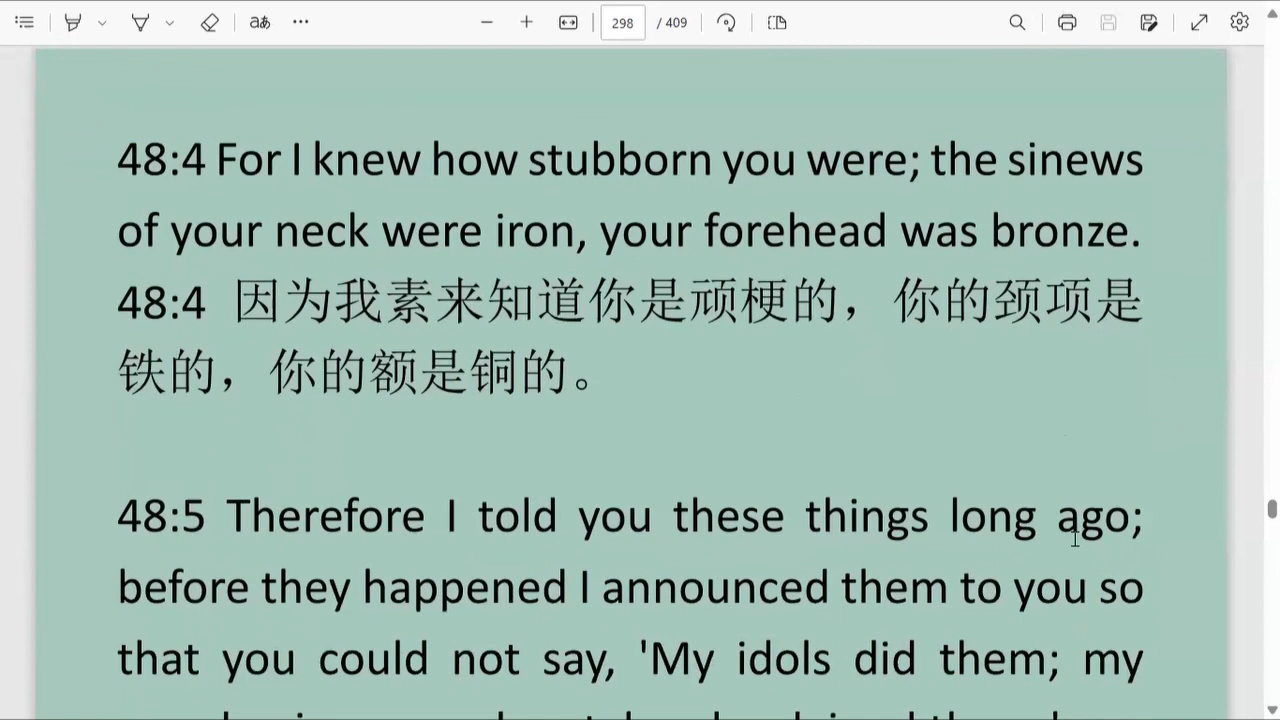 aあ
298 / 409
48:4 For I knew how stubborn you were; the sinews
of your neck were iron, your forehead was bronze.
48:4 因为我素来知道你是顽梗的，你的颈项是
铁的，你的额是铜的。
48:5 Therefore I told you these things long ago;
before they happened I announced them to you so
that you could not say, 'My idols did them; my